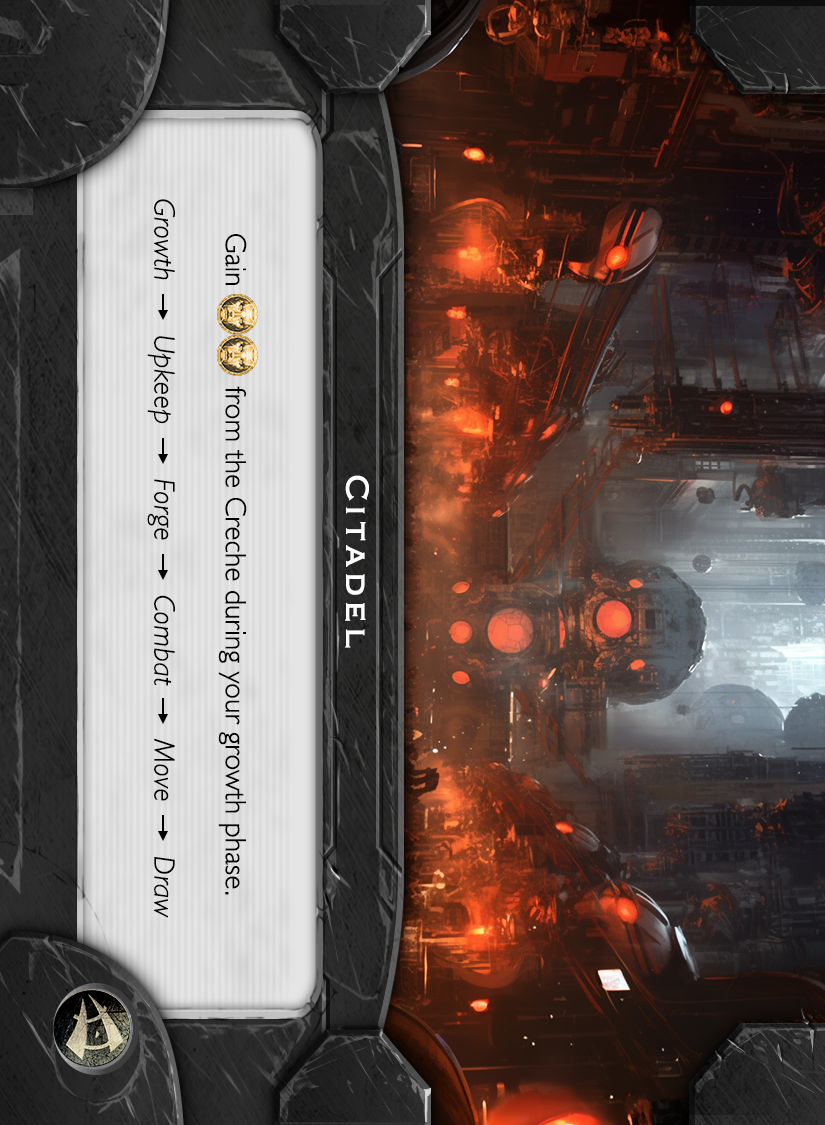 CITADEL
Gain from the Creche during your growth phase.
Growth → Upkeep → Forge → Combat → Move → Draw